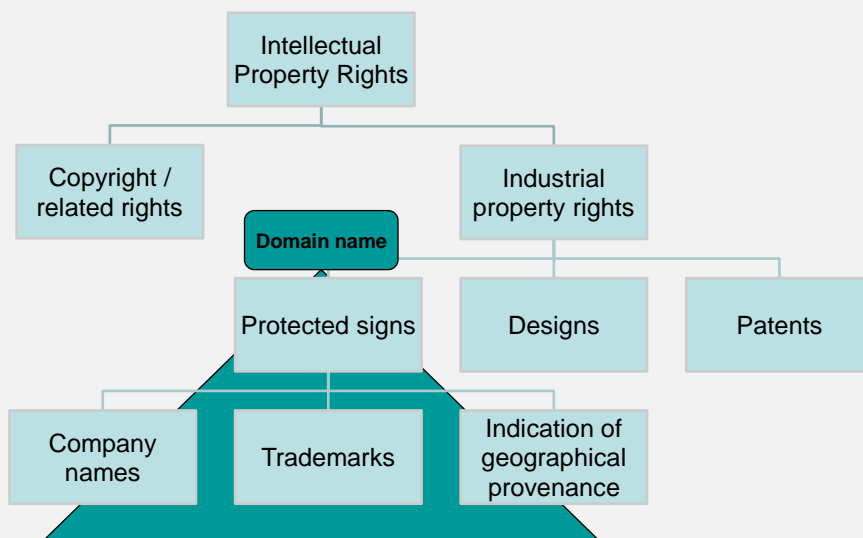 Intellectual
Property Rights
Copyright /
related rights
Industrial
property rights
Domain name
Protected signs
Designs
Patents
Company
names
Trademarks
Indication of
geographical
provenance